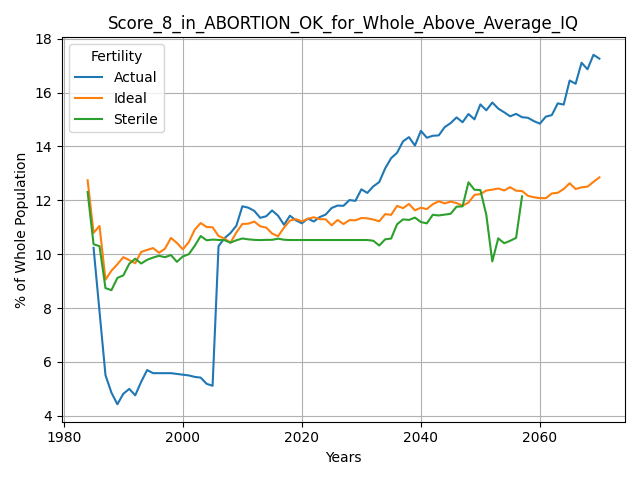 Score_8_in_ABORTION_OK_for_Whole_Above_Average_IQ
Fertility
Actual
Ideal
Sterile
% of Whole Population
18
16
14
12
10
8
6
4
1980
2000
2020
2040
2060
Years